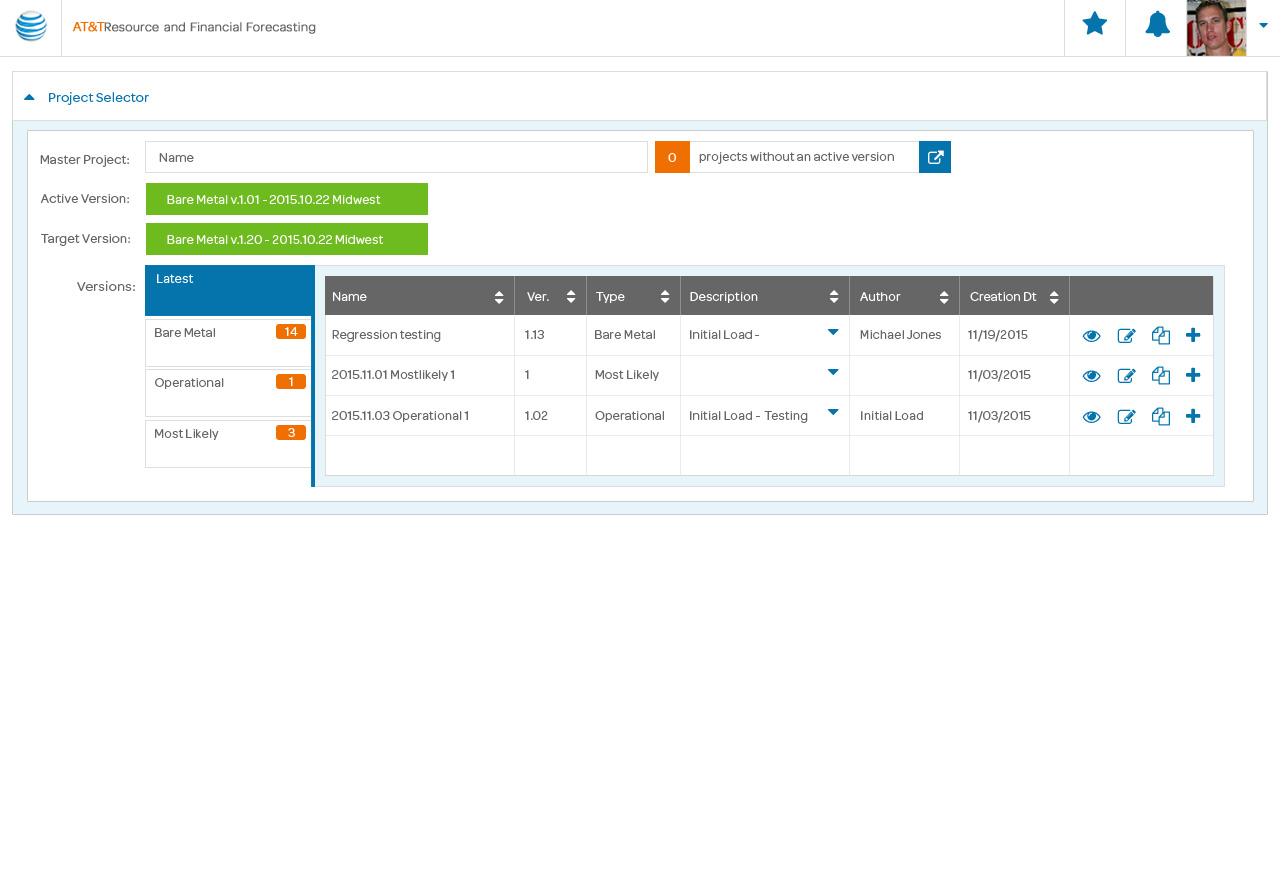 AT&TResource and Financial Forecasting
Project Selector
Master Project: Name 0 projects without an active version
Active Version: Bare Metal v.1.01 - 2015.10.22 Midwest
Target Version: Bare Metal v.1.20 - 2015.10.22 Midwest
Versions: Latest
Bare Metal 14
Operational 1
Most Likely 3
Name Ver. Type Description Author Creation Dt
Regression testing 1.13 Bare Metal Initial Load - Michael Jones 11/19/2015
2015.11.01 Mostlikely 1 1 Most Likely 11/03/2015
2015.11.03 Operational 1 1.02 Operational Initial Load - Testing Initial Load 11/03/2015